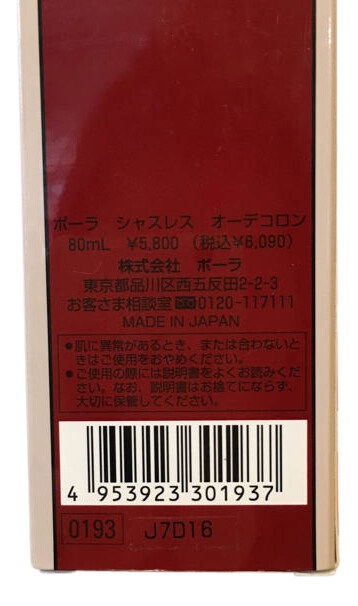 ポーラ シャスレス オーデコロン
80mL ¥5,800 (税込¥6,090)
株式会社 ポーラ
東京都品川区西五反田2-2-3
お客さま相談室 0120-117111
MADE IN JAPAN
●肌に異常があるとき、または合わないと
きはご使用をおやめください。
●ご使用の際には説明書をよくお読みくだ
さい。なお、説明書はお捨てにならず、
大切に保管してください。
4 953923 301937
0193 J7D16